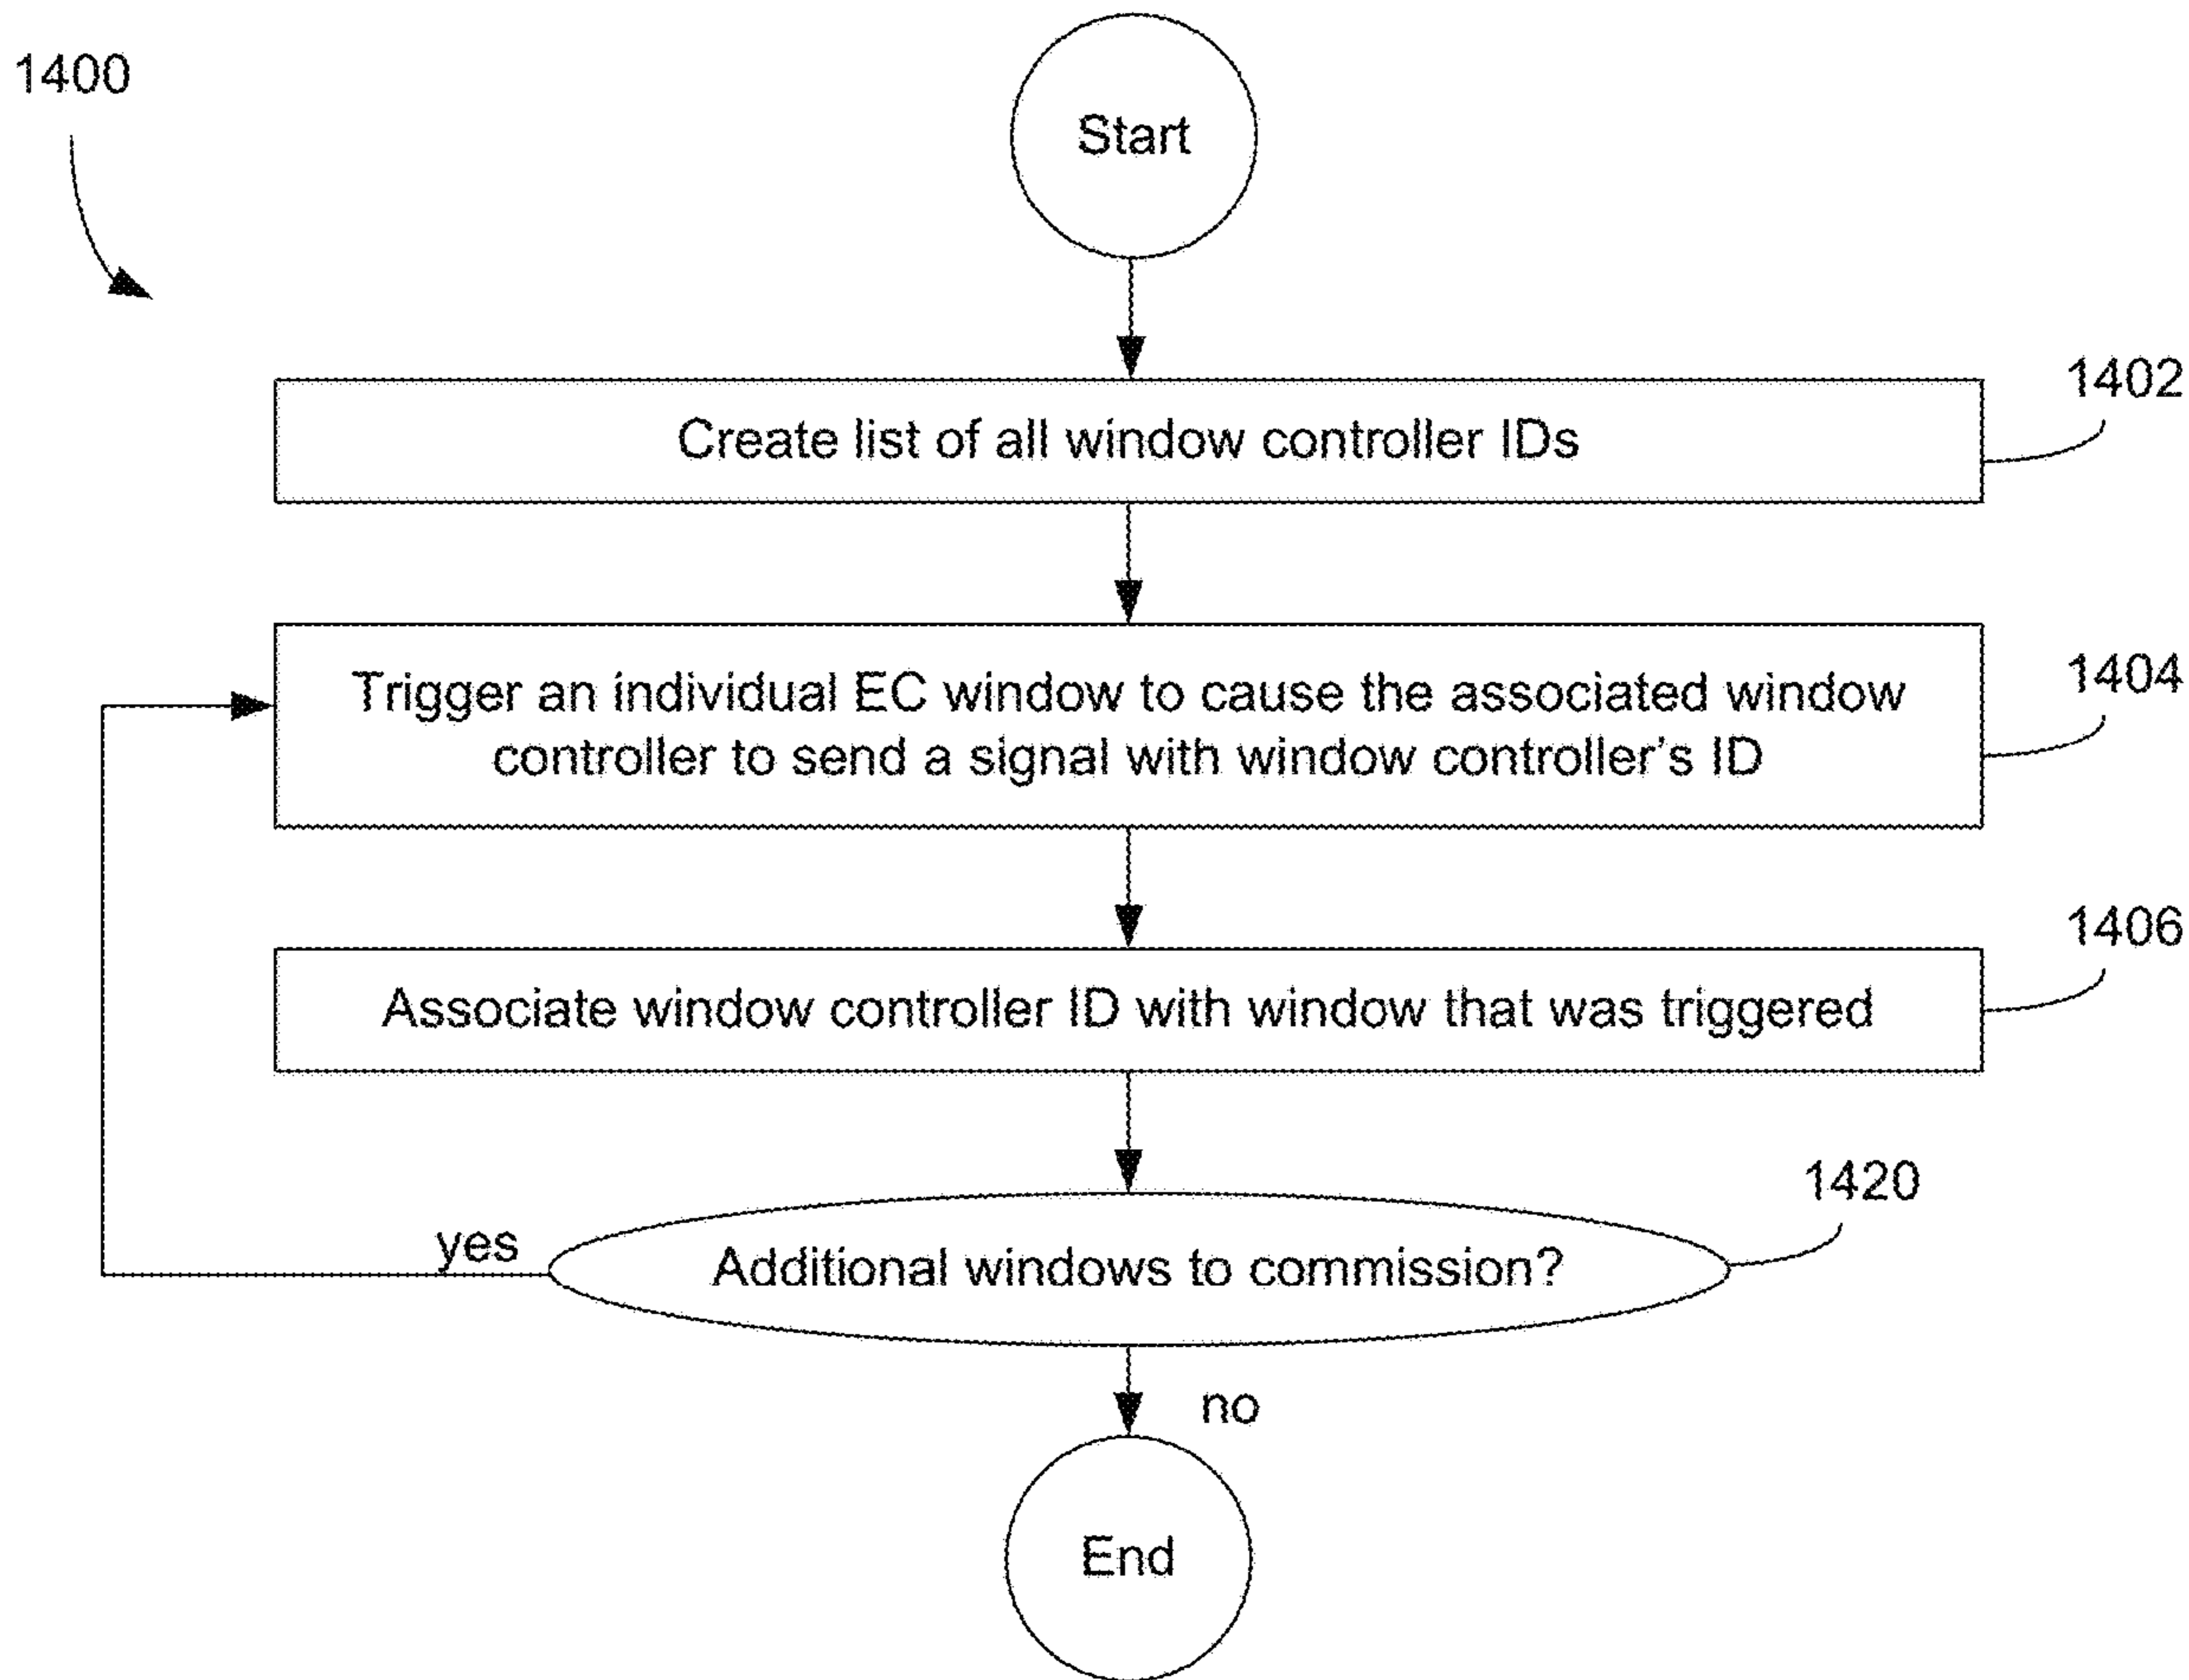 1400
Start
1402
Create list of all window controller IDs
1404
Trigger an individual EC window to cause the associated window
controller to send a signal with window controller's ID
1406
Associate window controller ID with window that was triggered
1420
yes
Additional windows to commission?
no
End